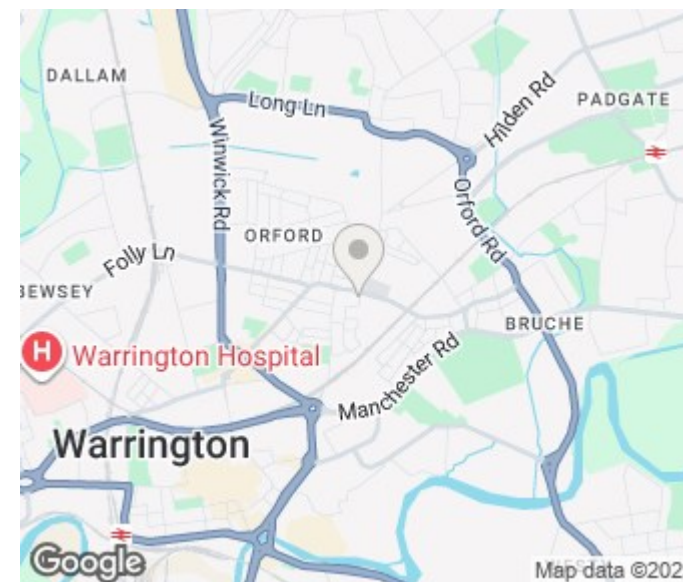 DALLAM
Long Ln
Hilden Rd
PADGATE
Winwick Rd
Orford Rd
ORFORD
Folly Ln
BEWSEY
BRUCHE
H Warrington Hospital
Manchester Rd
Warrington
Google
Map data ©202